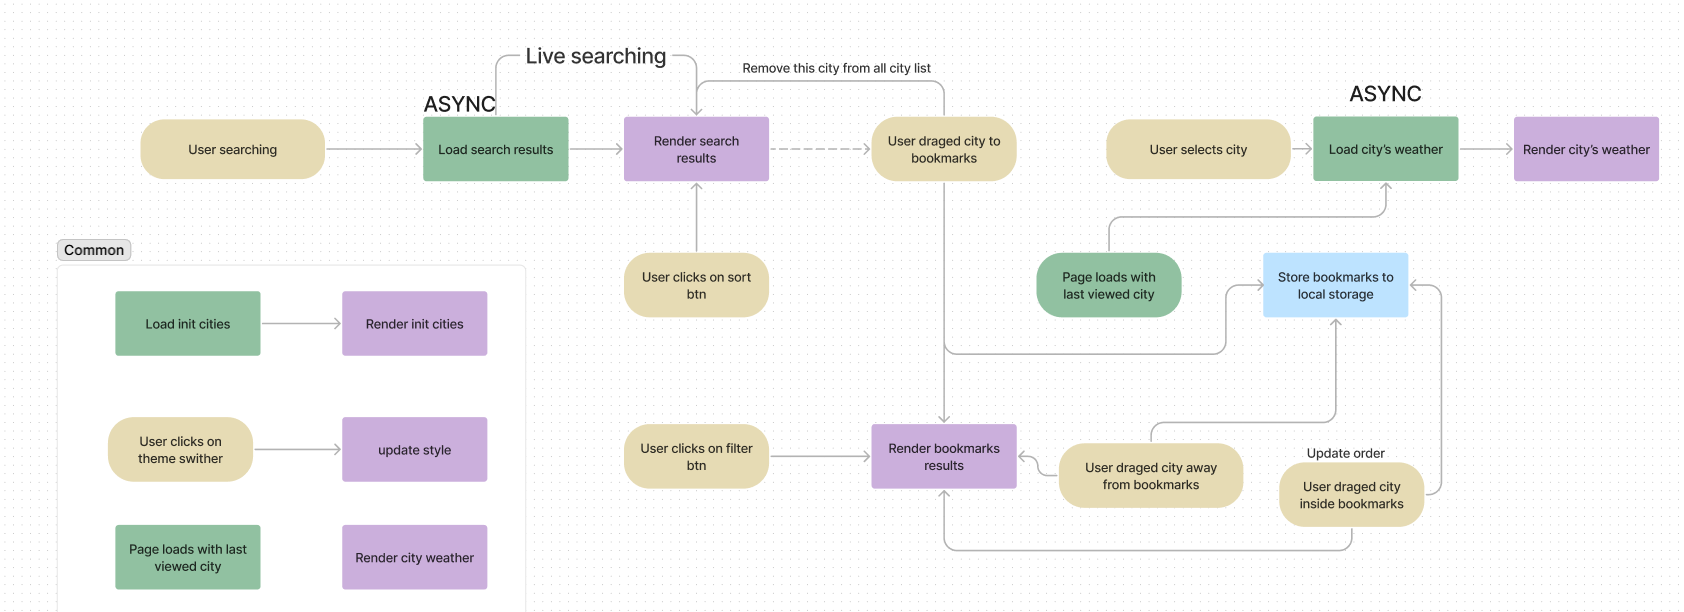 Live searching
Remove this city from all city list
ASYNC
ASYNC
User searching
Load search results
Render search
results
User draged city to
bookmarks
User selects city
Load city's weather
Render city's weather
Common
User clicks on sort
btn
Page loads with
last viewed city
Store bookmarks to
local storage
Load init cities
Render init cities
User clicks on
theme swither
update style
User clicks on filter
btn
Render bookmarks
results
User draged city away
from bookmarks
Update order
User draged city
inside bookmarks
Page loads with last
viewed city
Render city weather